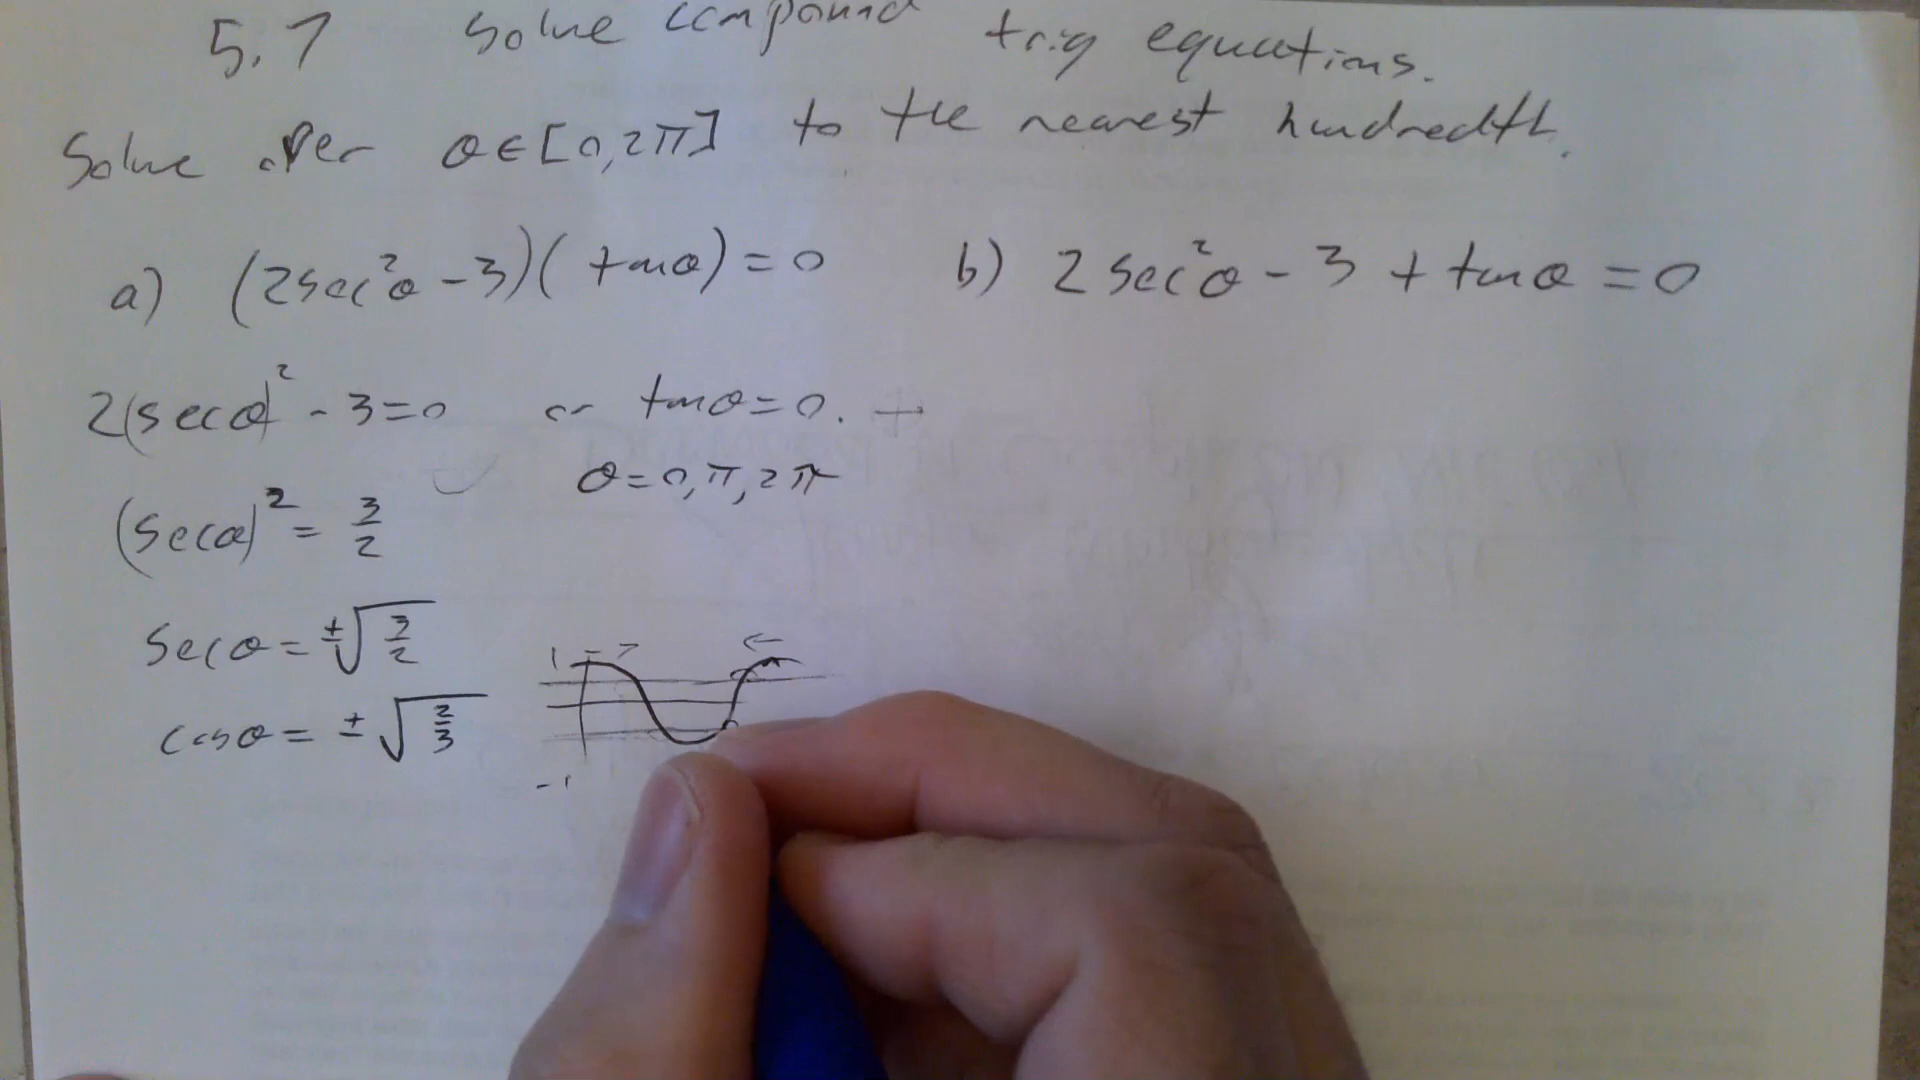 5.7 Solve compound trig equations.
Solve for θ∈[0,2π] to the nearest hundredth.
a) (2sec²θ - 3)(tanθ) = 0 b) 2sec²θ - 3 + tanθ = 0
2(secθ)² - 3 = 0 or tanθ = 0.
θ = 0, π, 2π
(secθ)² = 3/2
secθ = ±√(3/2)
cosθ = ±√(2/3)
1
-1